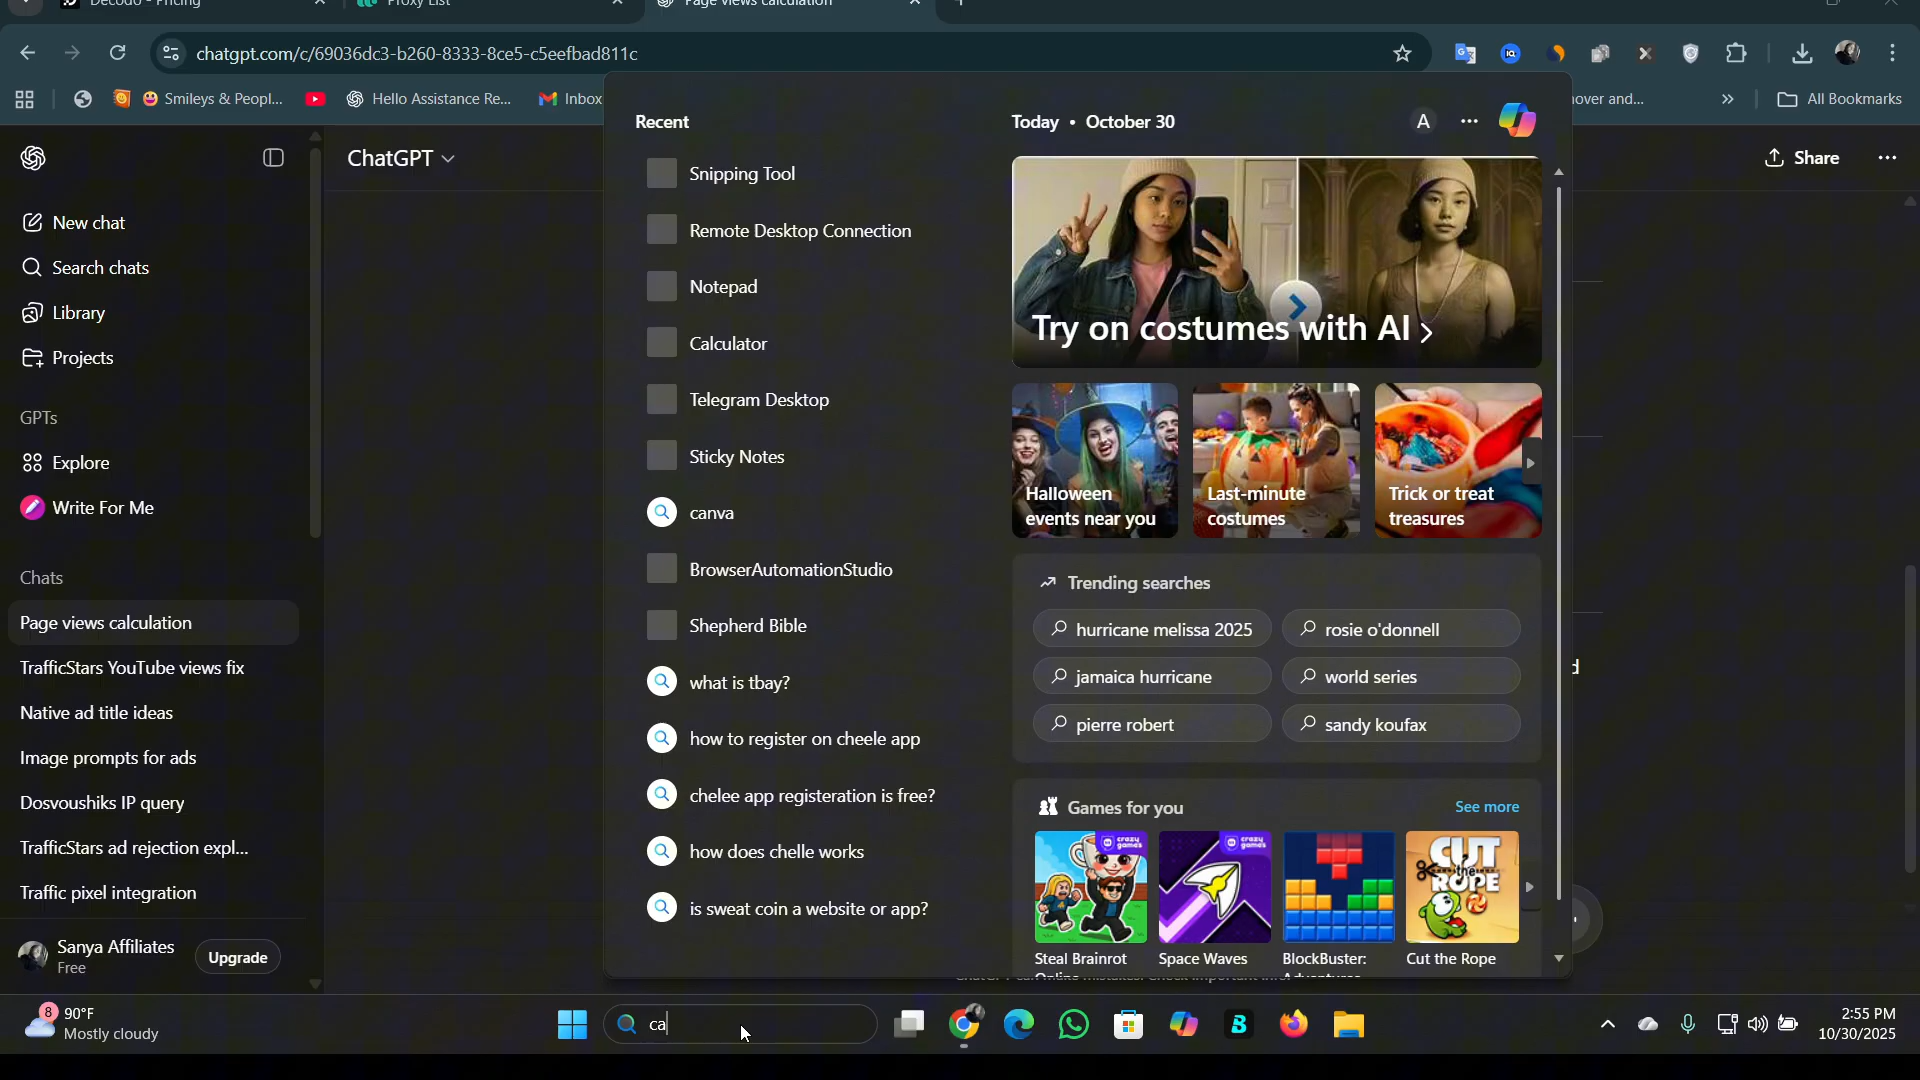 Decodo - Pricing
Proxy List
Page views calculation
chatgpt.com/c/69036dc3-b260-8333-8ce5-c5eefbad811c
Smileys & Peopl...
Hello Assistance Re...
Inbox
over and...
All Bookmarks
ChatGPT
Share
New chat
Search chats
Library
Projects
GPTs
Explore
Write For Me
Chats
Page views calculation
TrafficStars YouTube views fix
Native ad title ideas
Image prompts for ads
Dosvoushiks IP query
TrafficStars ad rejection expl...
Traffic pixel integration
Sanya Affiliates
Free
Upgrade
Recent
Snipping Tool
Remote Desktop Connection
Notepad
Calculator
Telegram Desktop
Sticky Notes
canva
BrowserAutomationStudio
Shepherd Bible
what is tbay?
how to register on cheele app
chelee app registeration is free?
how does chelle works
is sweat coin a website or app?
Today • October 30
A
Try on costumes with AI
Halloween
events near you
Last-minute
costumes
Trick or treat
treasures
Trending searches
hurricane melissa 2025
rosie o'donnell
jamaica hurricane
world series
pierre robert
sandy koufax
Games for you
See more
Steal Brainrot
Online
Space Waves
BlockBuster:
Adventures
Cut the Rope
d
8
90°F
Mostly cloudy
ca
2:55 PM
10/30/2025